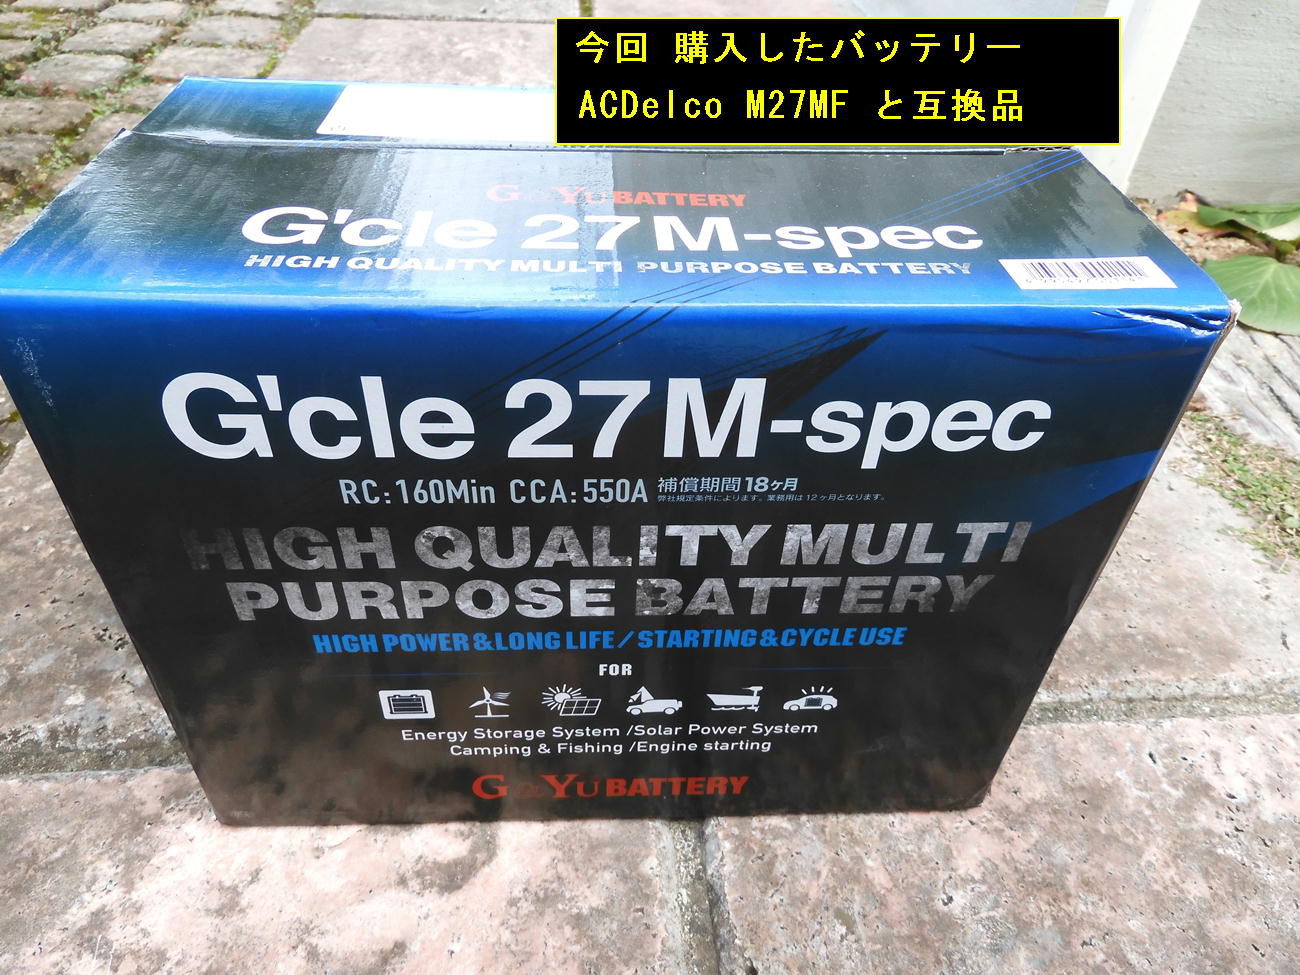 今回 購入したバッテリー
ACDelco M27MF と互換品
G&Yu BATTERY
G'cle 27M-spec
HIGH QUALITY MULTI PURPOSE BATTERY
G'cle 27M-spec
RC:160Min CCA:550A 補償期間18ヶ月
弊社規定条件によります。業務用は12ヶ月となります。
HIGH QUALITY MULTI
PURPOSE BATTERY
HIGH POWER&LONG LIFE/STARTING&CYCLE USE
FOR
Energy Storage System /Solar Power System
Camping & Fishing /Engine starting
G&Yu BATTERY